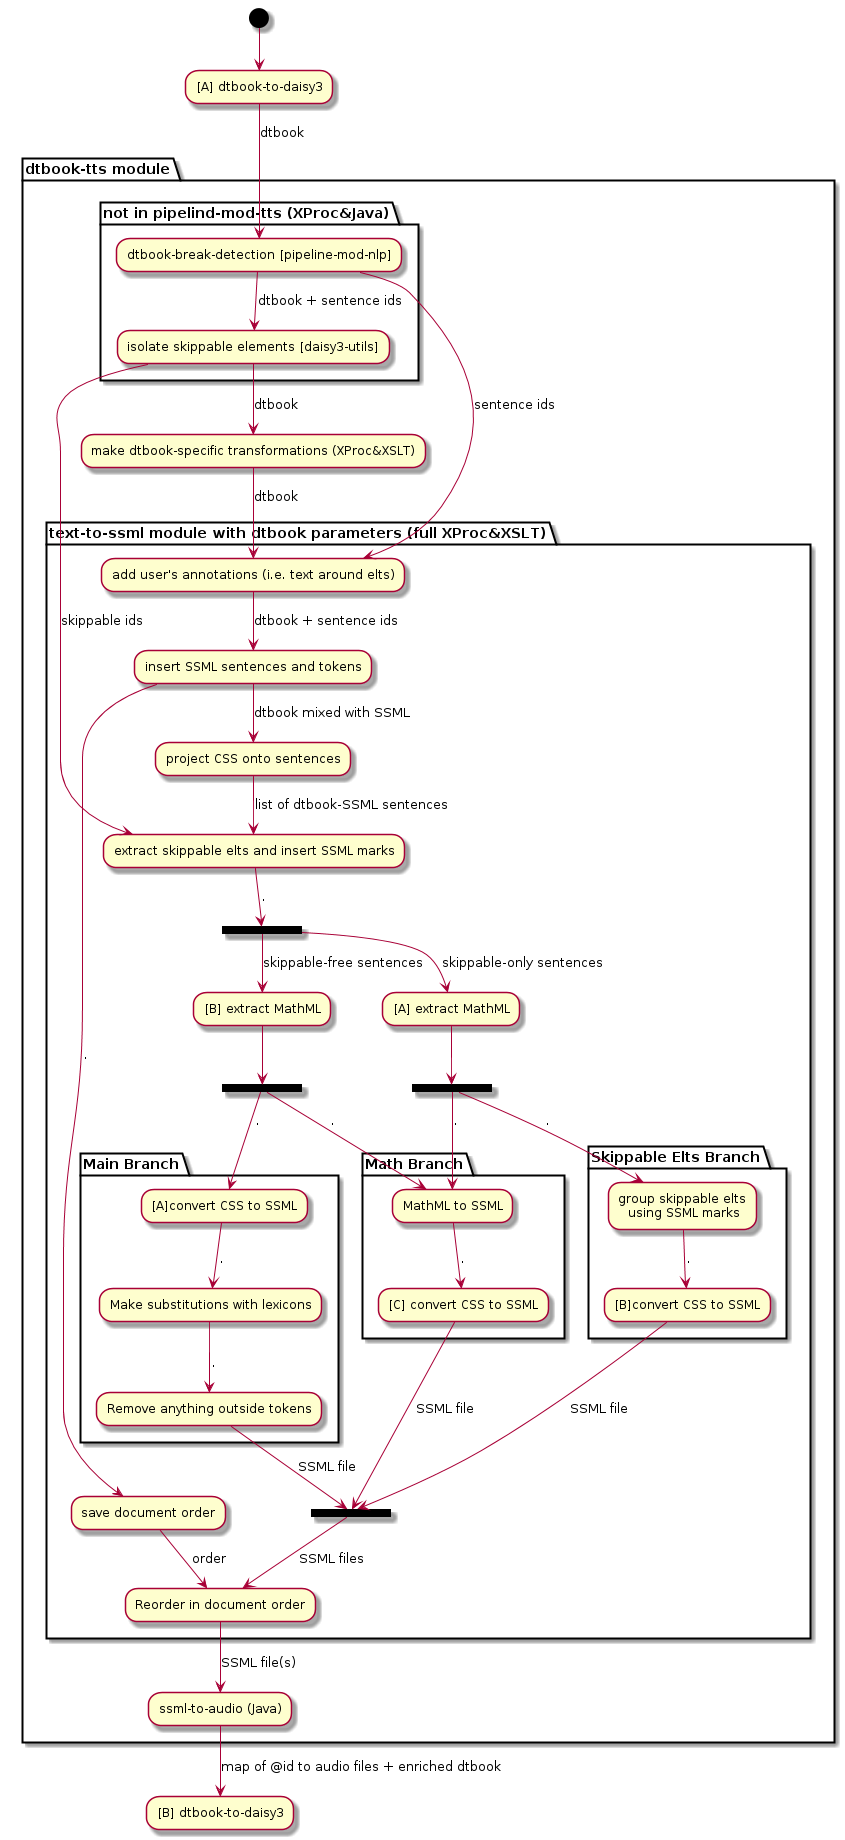 [A] dtbook-to-daisy3
dtbook
dtbook-tts module
not in pipelind-mod-tts (XProc&Java)
dtbook-break-detection [pipeline-mod-nlp]
dtbook + sentence ids
isolate skippable elements [daisy3-utils]
dtbook
sentence ids
make dtbook-specific transformations (XProc&XSLT)
dtbook
text-to-ssml module with dtbook parameters (full XProc&XSLT)
add user's annotations (i.e. text around elts)
skippable ids
dtbook + sentence ids
insert SSML sentences and tokens
dtbook mixed with SSML
project CSS onto sentences
list of dtbook-SSML sentences
extract skippable elts and insert SSML marks
.
skippable-free sentences
skippable-only sentences
[B] extract MathML
[A] extract MathML
.
.
.
.
.
Main Branch
Math Branch
Skippable Elts Branch
[A]convert CSS to SSML
MathML to SSML
group skippable elts
using SSML marks
.
.
.
Make substitutions with lexicons
[C] convert CSS to SSML
[B]convert CSS to SSML
.
Remove anything outside tokens
SSML file
SSML file
SSML file
save document order
order
SSML files
Reorder in document order
SSML file(s)
ssml-to-audio (Java)
map of @id to audio files + enriched dtbook
[B] dtbook-to-daisy3